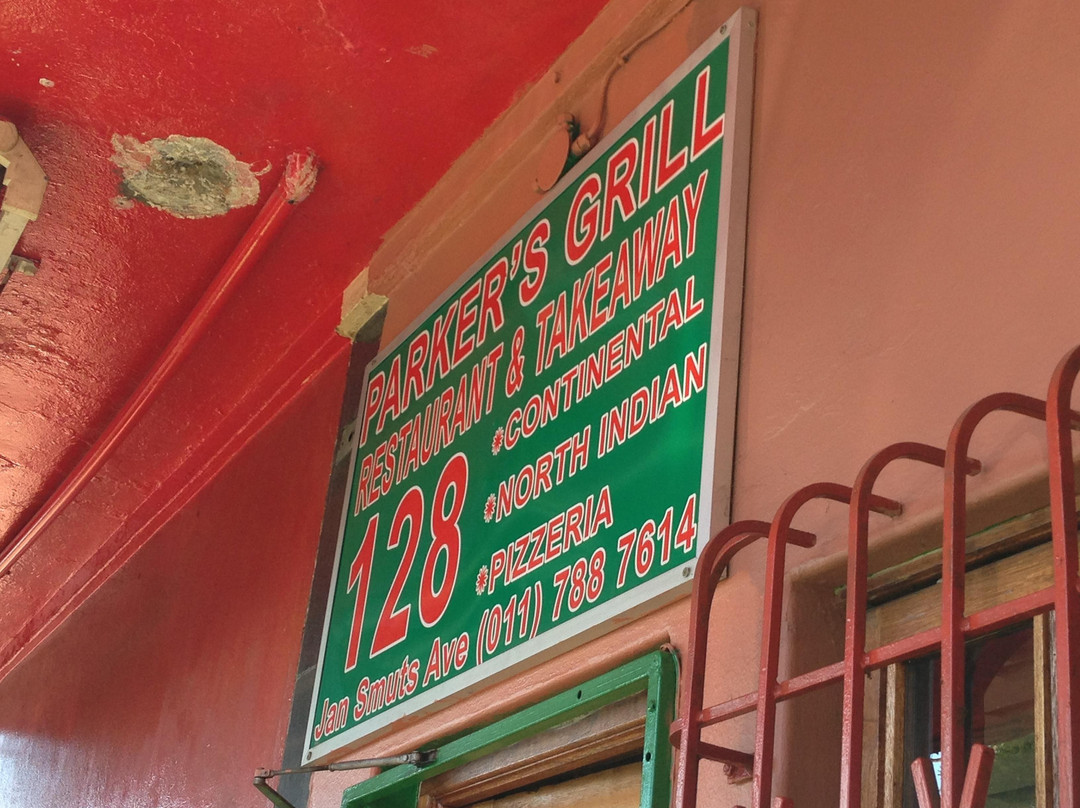 PARKER'S GRILL
RESTAURANT & TAKEAWAY
*CONTINENTAL
128 *NORTH INDIAN
*PIZZERIA
Jan Smuts Ave (011) 788 7614